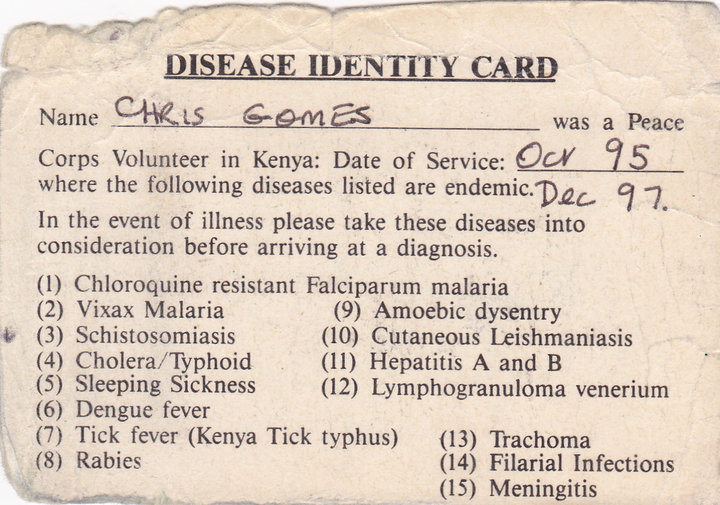 DISEASE IDENTITY CARD
Name CHRIS GOMES was a Peace
Corps Volunteer in Kenya: Date of Service: Oct 95
where the following diseases listed are endemic. Dec 97.
In the event of illness please take these diseases into
consideration before arriving at a diagnosis.
(1) Chloroquine resistant Falciparum malaria
(2) Vixax Malaria
(3) Schistosomiasis
(4) Cholera/Typhoid
(5) Sleeping Sickness
(6) Dengue fever
(7) Tick fever (Kenya Tick typhus)
(8) Rabies
(9) Amoebic dysentry
(10) Cutaneous Leishmaniasis
(11) Hepatitis A and B
(12) Lymphogranuloma venerium
(13) Trachoma
(14) Filarial Infections
(15) Meningitis